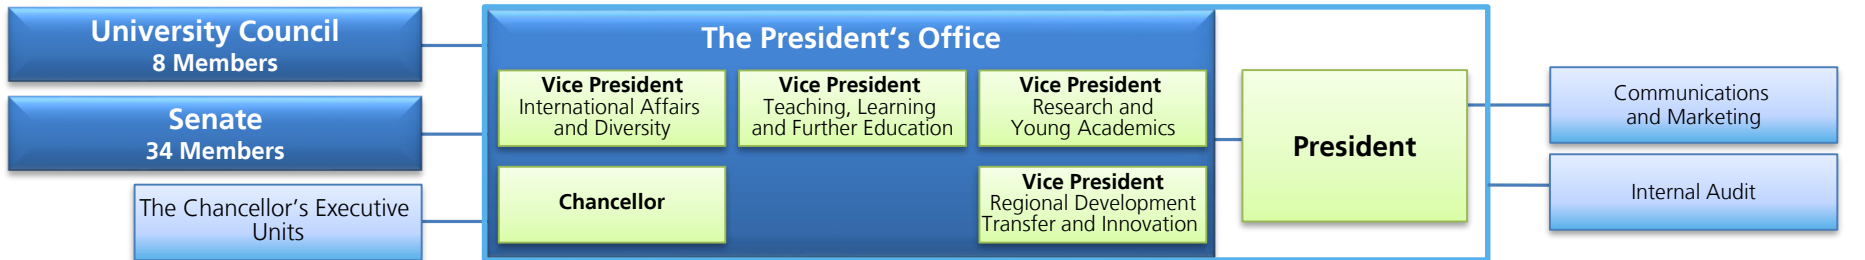 University Council
8 Members
Senate
34 Members
The Chancellor's Executive
Units
The President‘s Office
Vice President
International Affairs
and Diversity
Vice President
Teaching, Learning
and Further Education
Vice President
Research and
Young Academics
Chancellor
Vice President
Regional Development
Transfer and Innovation
President
Communications
and Marketing
Internal Audit